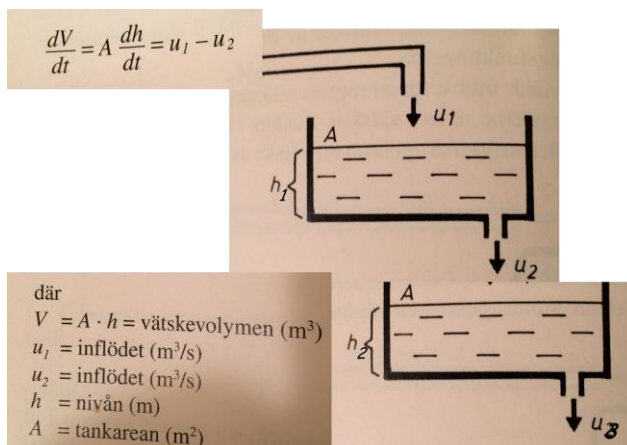 dV/dt = A dh/dt = u₁ − u₂
u₁
A
h₁
u₂
där
V = A · h = vätskevolymen (m³)
u₁ = inflödet (m³/s)
u₂ = inflödet (m³/s)
h = nivån (m)
A = tankarean (m²)
A
h₂
u₃